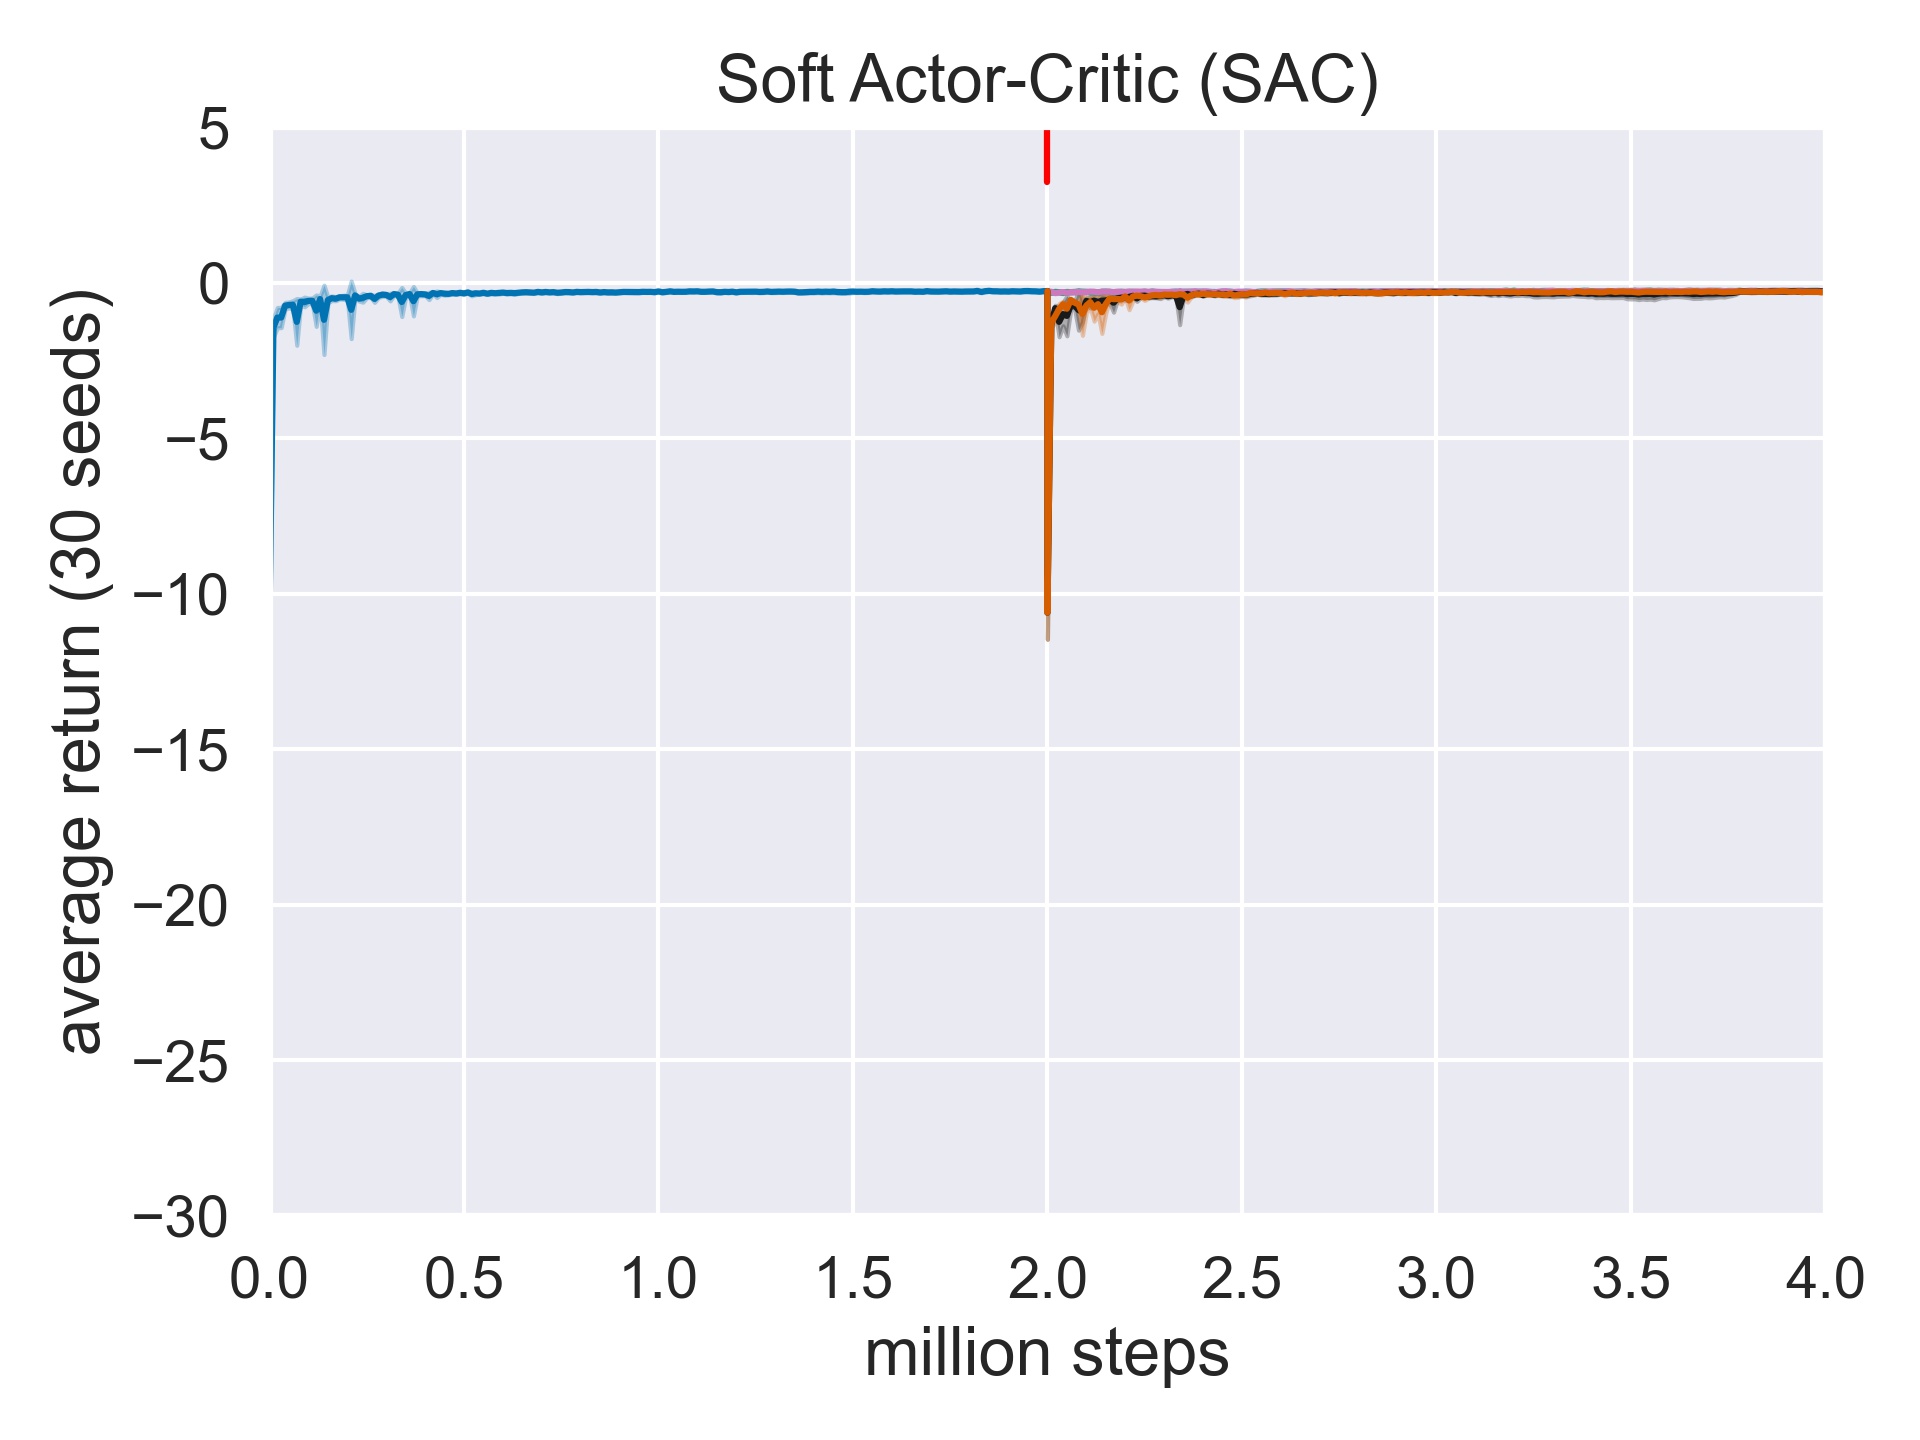 Soft Actor-Critic (SAC)
5
0
−5
−10
−15
−20
−25
−30
average return (30 seeds)
0.0 0.5 1.0 1.5 2.0 2.5 3.0 3.5 4.0
million steps